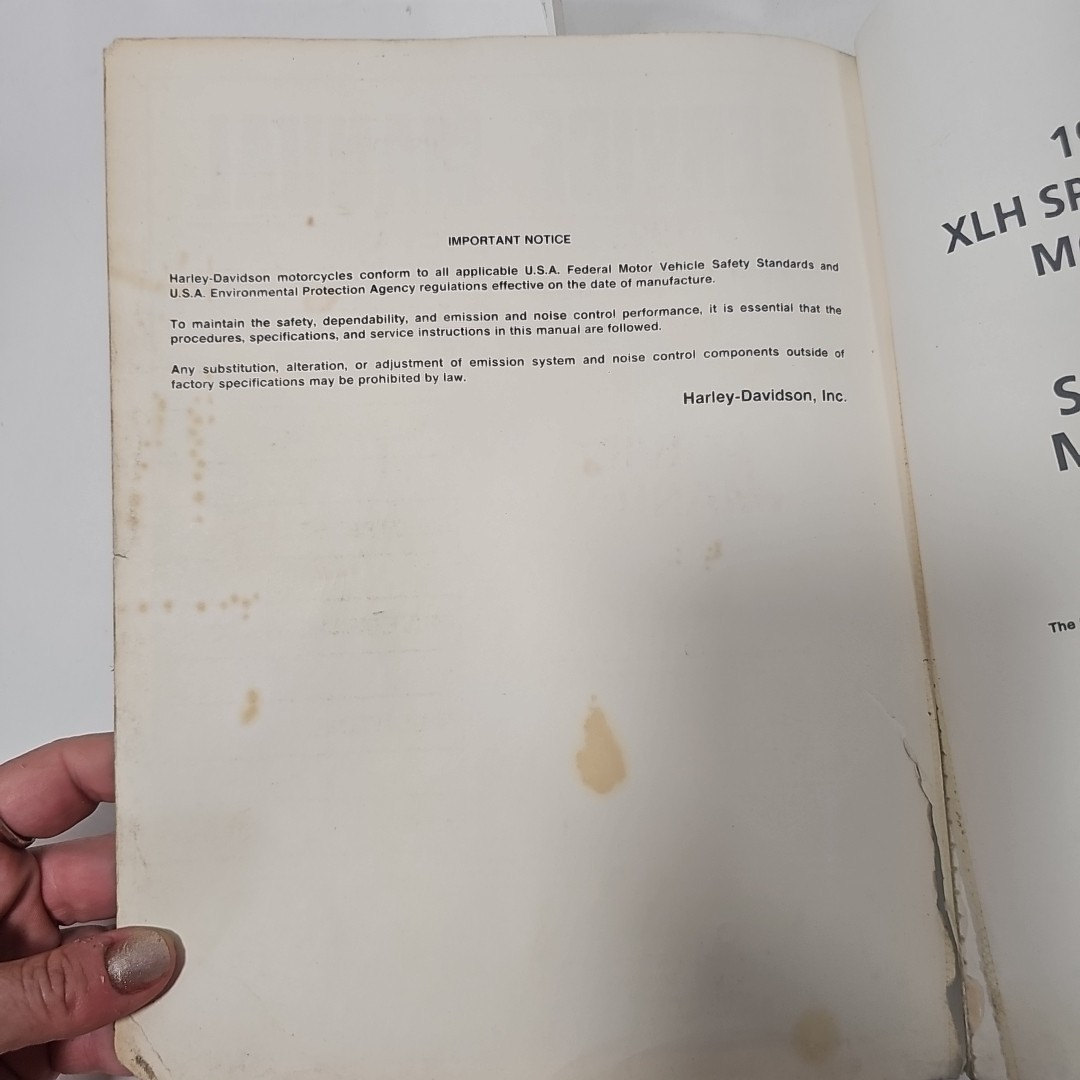 IMPORTANT NOTICE
Harley-Davidson motorcycles conform to all applicable U.S.A. Federal Motor Vehicle Safety Standards and
U.S.A. Environmental Protection Agency regulations effective on the date of manufacture.
To maintain the safety, dependability, and emission and noise control performance, it is essential that the
procedures, specifications, and service instructions in this manual are followed.
Any substitution, alteration, or adjustment of emission system and noise control components outside of
factory specifications may be prohibited by law.
Harley-Davidson, Inc.
XLH
The